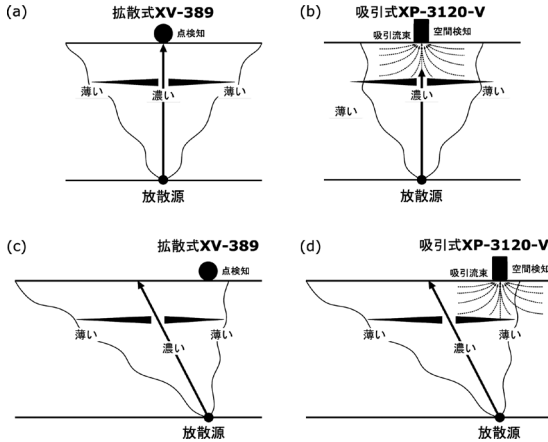 (a)
拡散式XV-389
点検知
薄い
濃い
薄い
放散源
(b)
吸引式XP-3120-V
吸引流束
空間検知
薄い
濃い
薄い
放散源
(c)
拡散式XV-389
点検知
薄い
濃い
薄い
放散源
(d)
吸引式XP-3120-V
吸引流束
空間検知
薄い
濃い
薄い
放散源